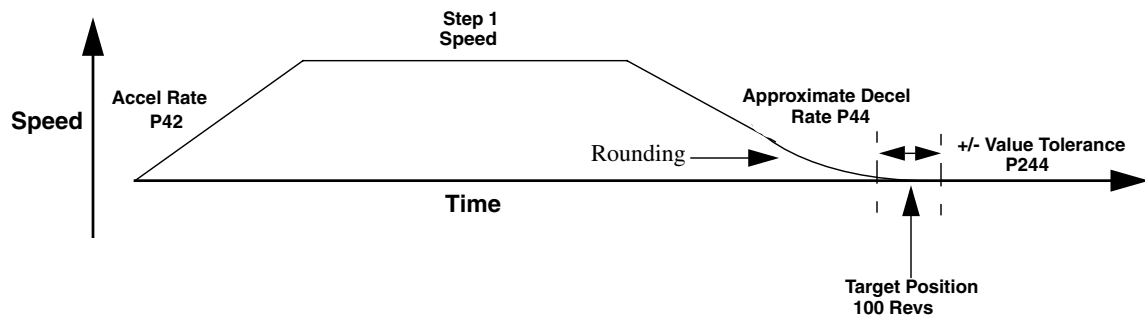 Step 1
Speed
Accel Rate
P42
Speed
Approximate Decel
Rate P44
+/- Value Tolerance
P244
Rounding
Time
Target Position
100 Revs